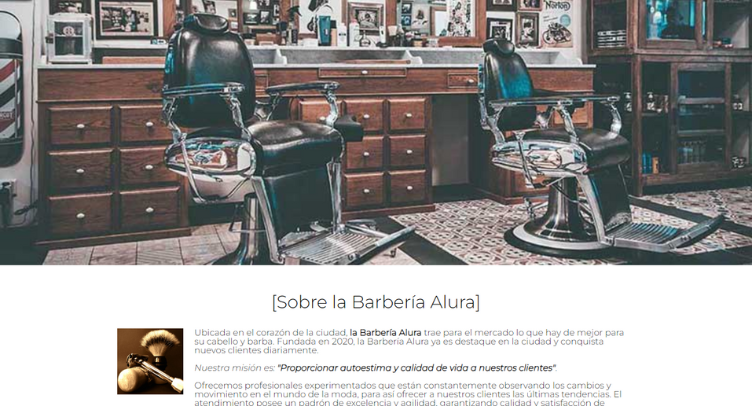 Norton
[Sobre la Barbería Alura]
Ubicada en el corazón de la ciudad, la Barbería Alura trae para el mercado lo que hay de mejor para
su cabello y barba. Fundada en 2020, la Barbería Alura ya es destaque en la ciudad y conquista
nuevos clientes diariamente.
Nuestra misión es: "Proporcionar autoestima y calidad de vida a nuestros clientes".
Ofrecemos profesionales experimentados que están constantemente observando los cambios y
movimiento en el mundo de la moda, para así ofrecer a nuestros clientes las últimas tendencias. El
atendimiento posee un padrón de excelencia y agilidad, garantizando calidad y satisfacción de